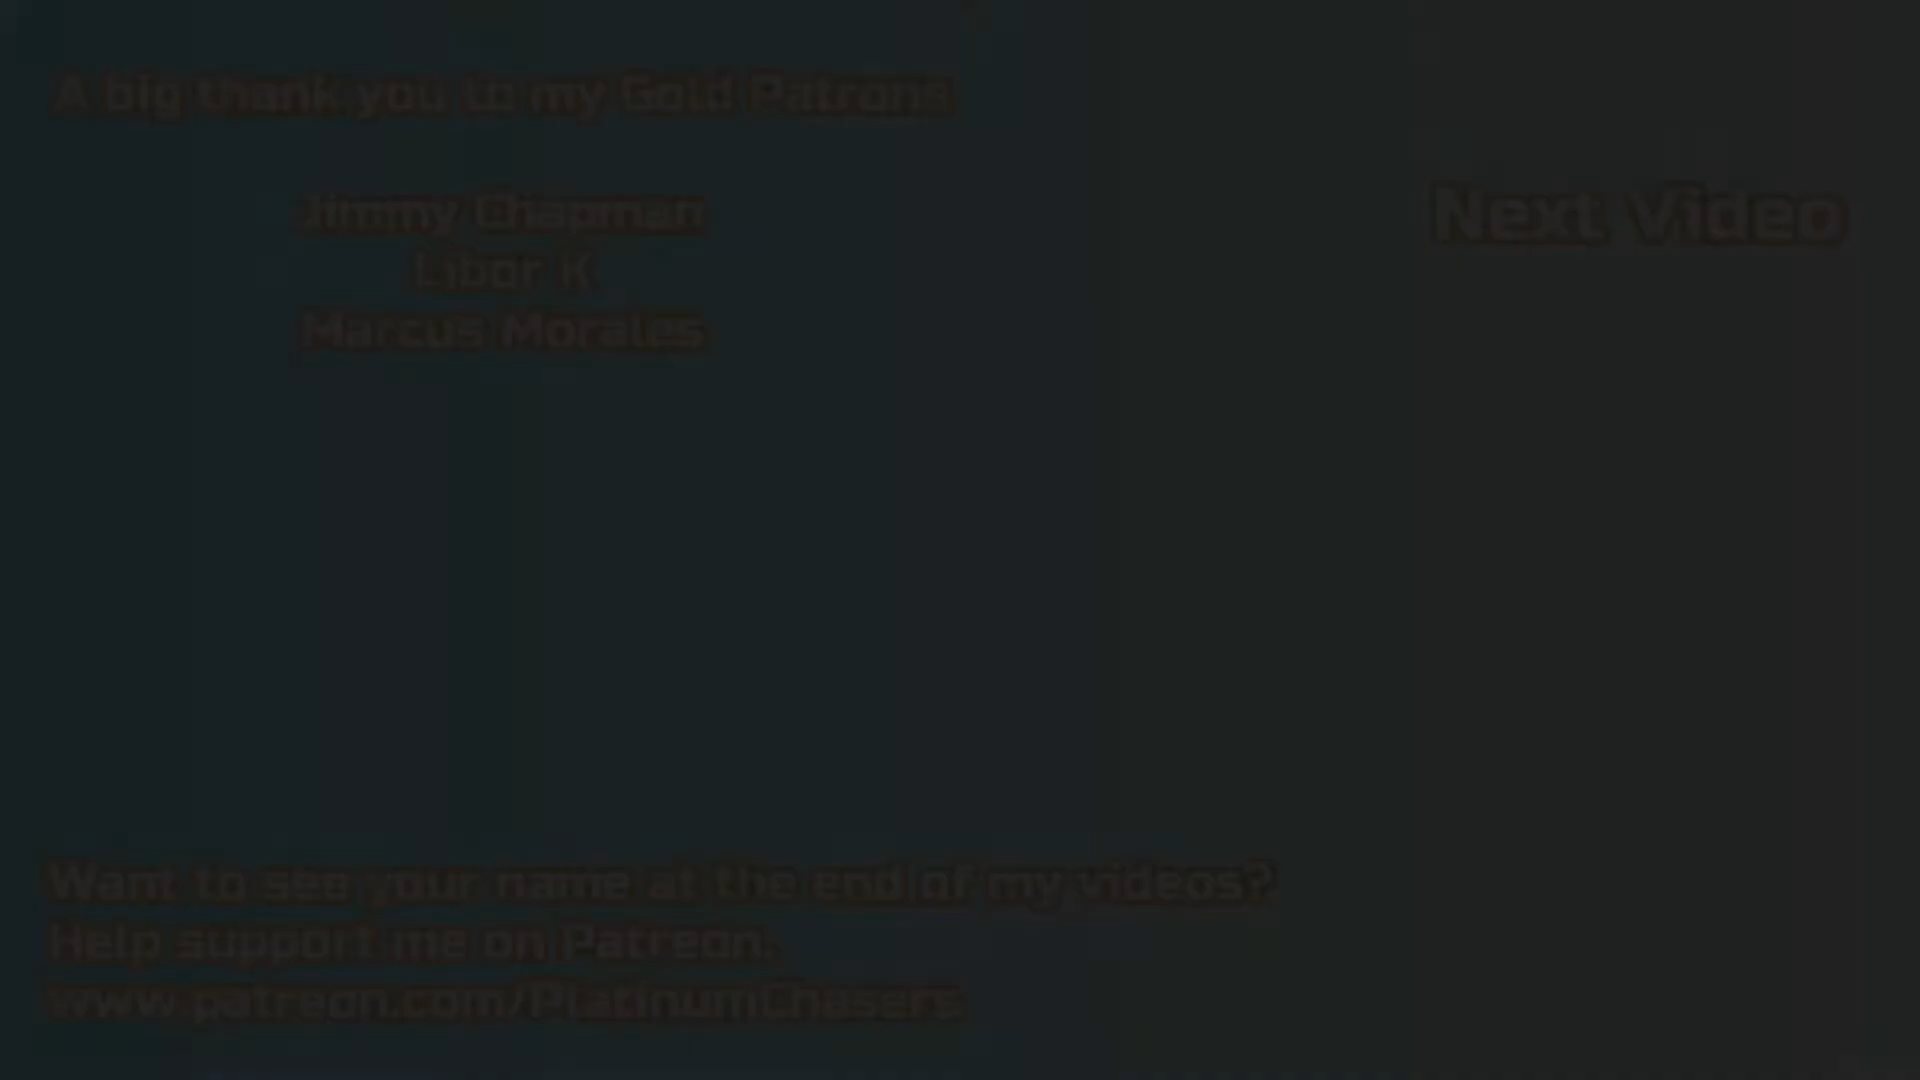 A big thank you to my Gold Patrons
Jimmy Chapman
Libor K
Marcus Morales
Next Video
Want to see your name at the end of my videos?
Help support me on Patreon.
www.patreon.com/PlatinumChasers